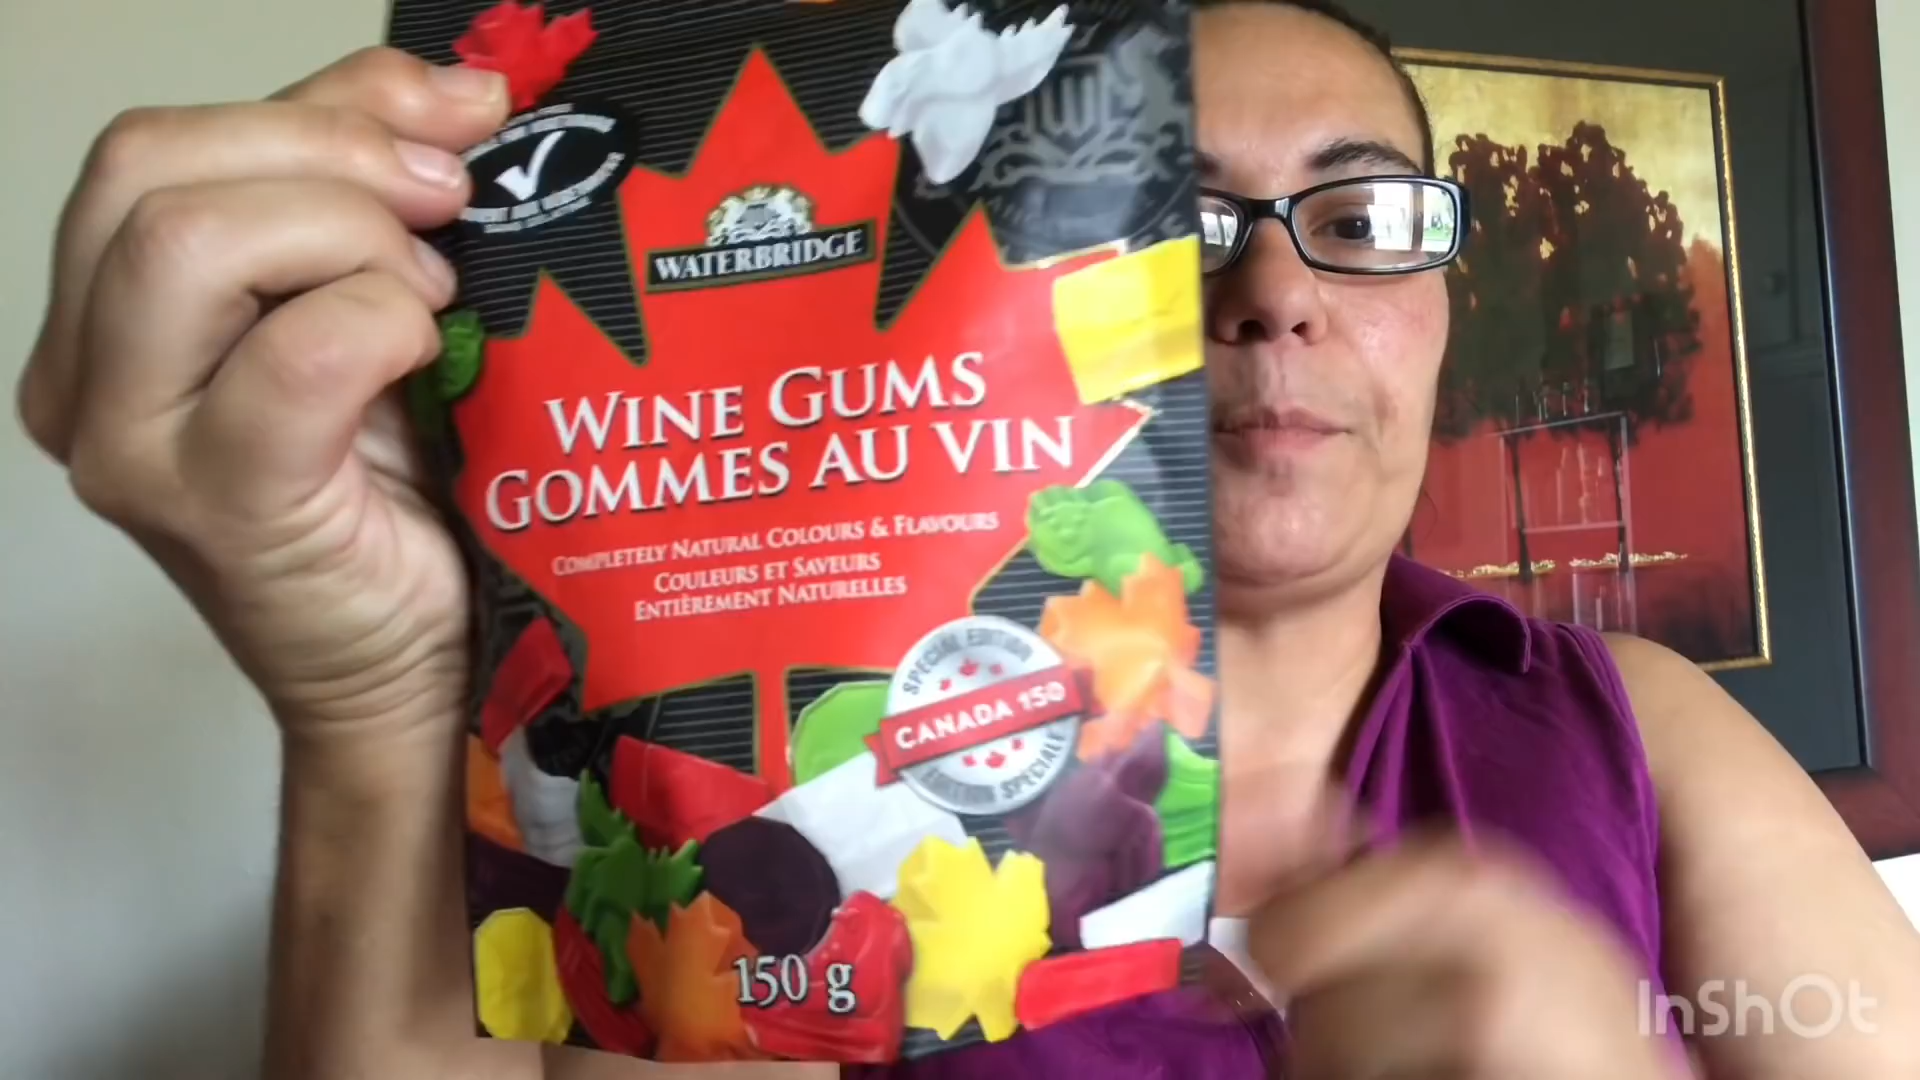 WATERBRIDGE
WINE GUMS
GOMMES AU VIN
COMPLETELY NATURAL COLOURS & FLAVOURS
COULEURS ET SAVEURS
ENTIÈREMENT NATURELLES
SPECIAL EDITION
CANADA 150
ÉDITION SPÉCIALE
150 g
W
InShOt